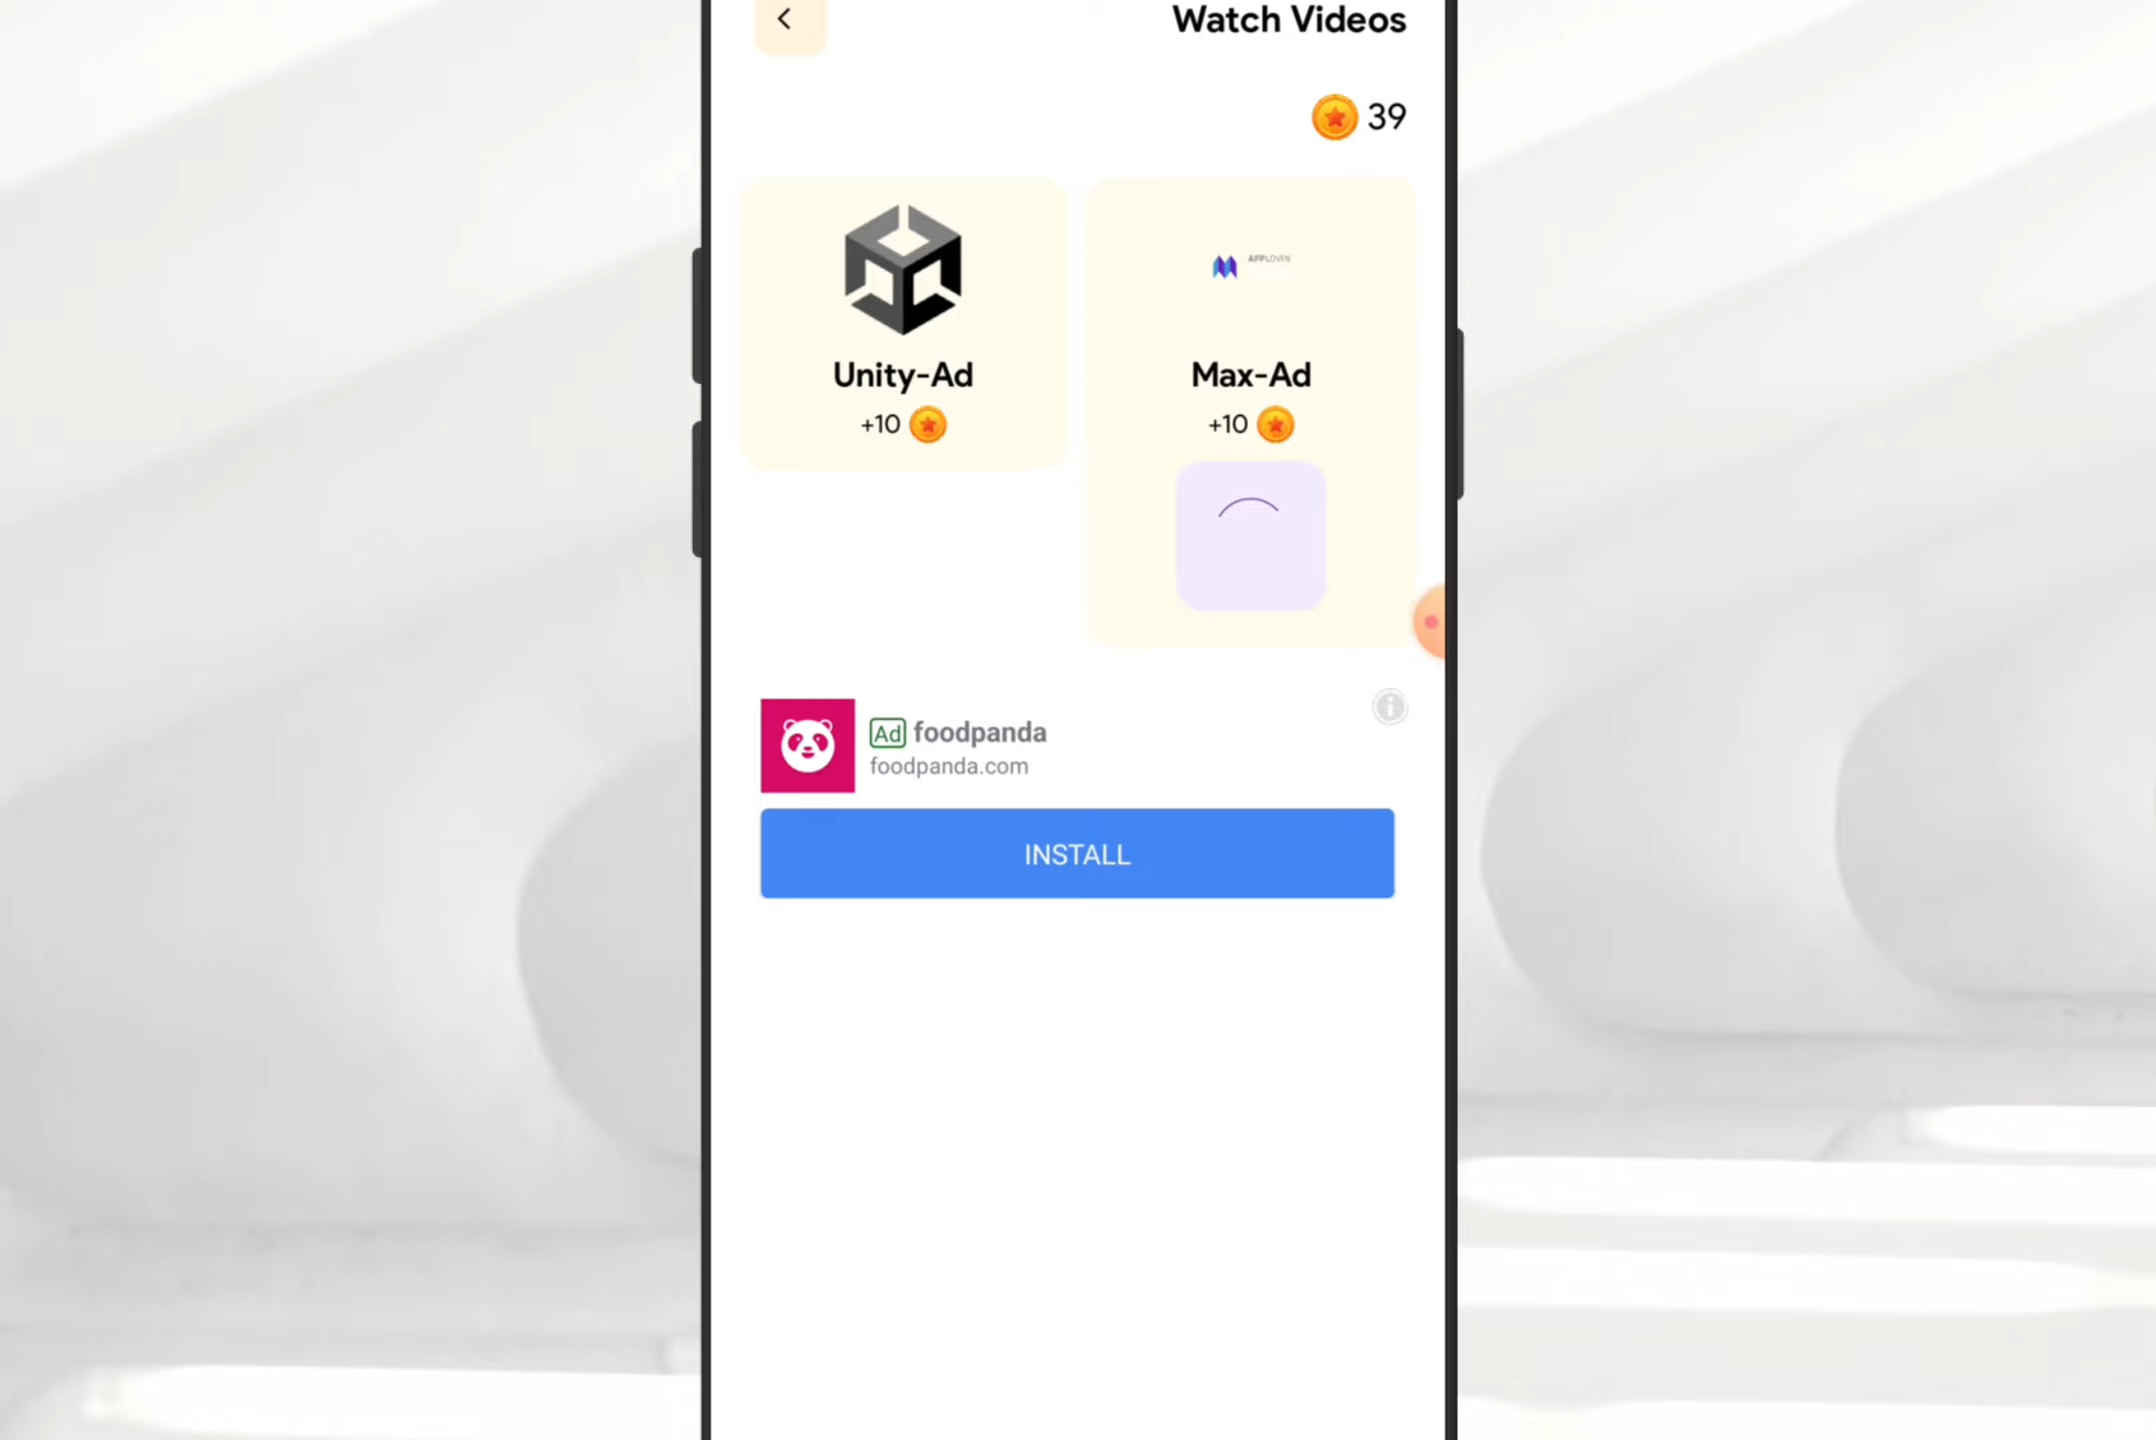 Watch Videos
39
Unity-Ad
+10
APPLOVIN
Max-Ad
+10
Ad foodpanda
foodpanda.com
INSTALL